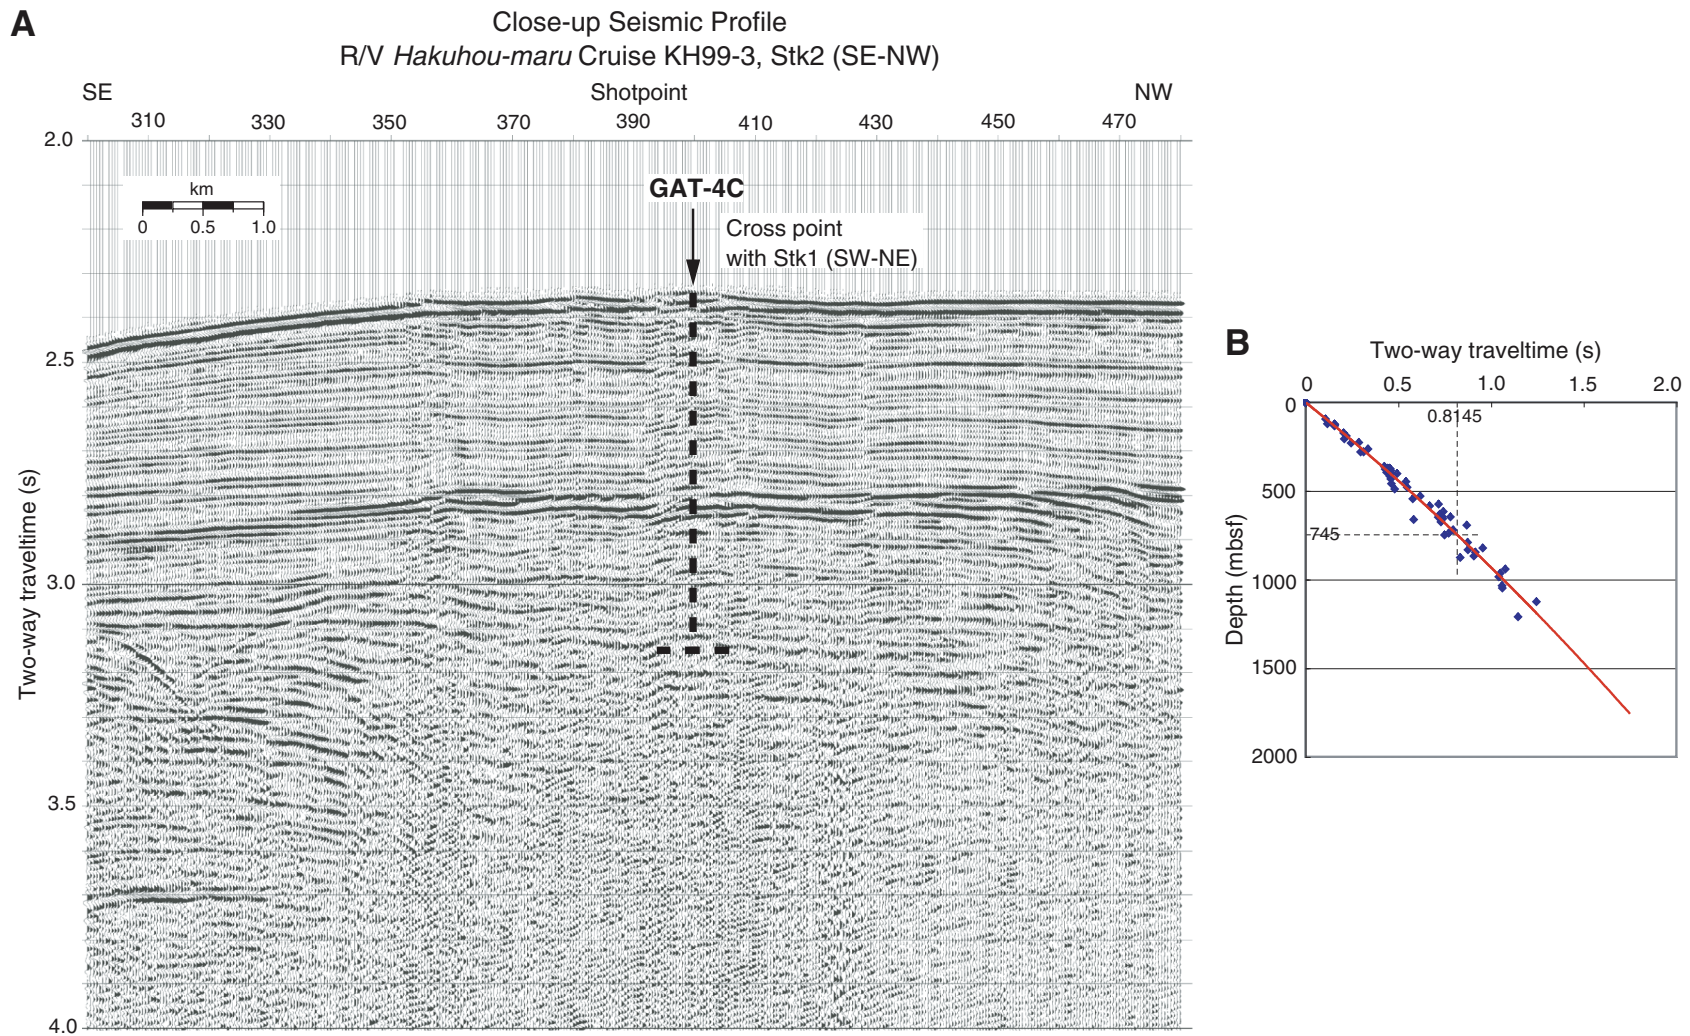 A
Close-up Seismic Profile
R/V Hakuhou-maru Cruise KH99-3, Stk2 (SE-NW)
SE Shotpoint NW
310 330 350 370 390 410 430 450 470
2.0
km
0 0.5 1.0
GAT-4C
Cross point
with Stk1 (SW-NE)
2.5
3.0
3.5
4.0
Two-way traveltime (s)
B
Two-way traveltime (s)
0 0.5 1.0 1.5 2.0
0
0.8145
500
745
1000
1500
2000
Depth (mbsf)